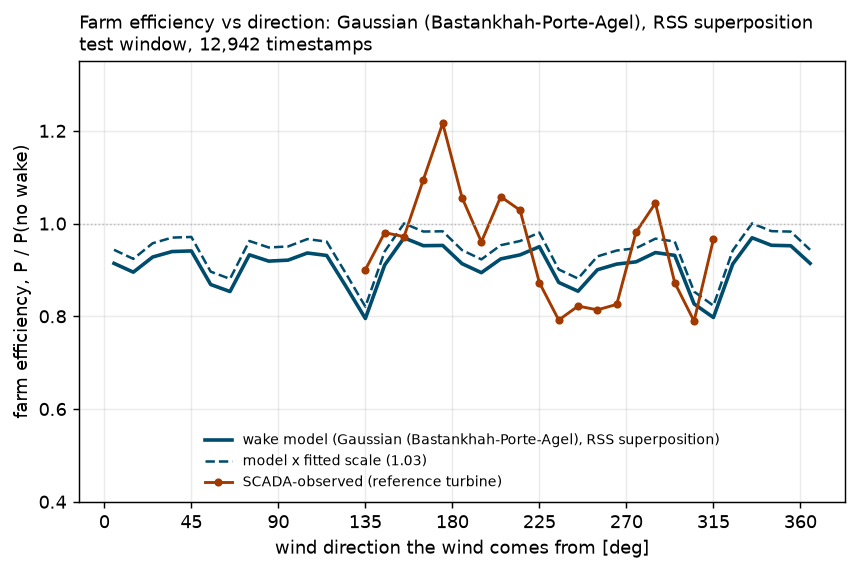 Farm efficiency vs direction: Gaussian (Bastankhah-Porte-Agel), RSS superposition
test window, 12,942 timestamps
farm efficiency, P / P(no wake)
1.2
1.0
0.8
0.6
0.4
wake model (Gaussian (Bastankhah-Porte-Agel), RSS superposition)
model x fitted scale (1.03)
SCADA-observed (reference turbine)
0 45 90 135 180 225 270 315 360
wind direction the wind comes from [deg]